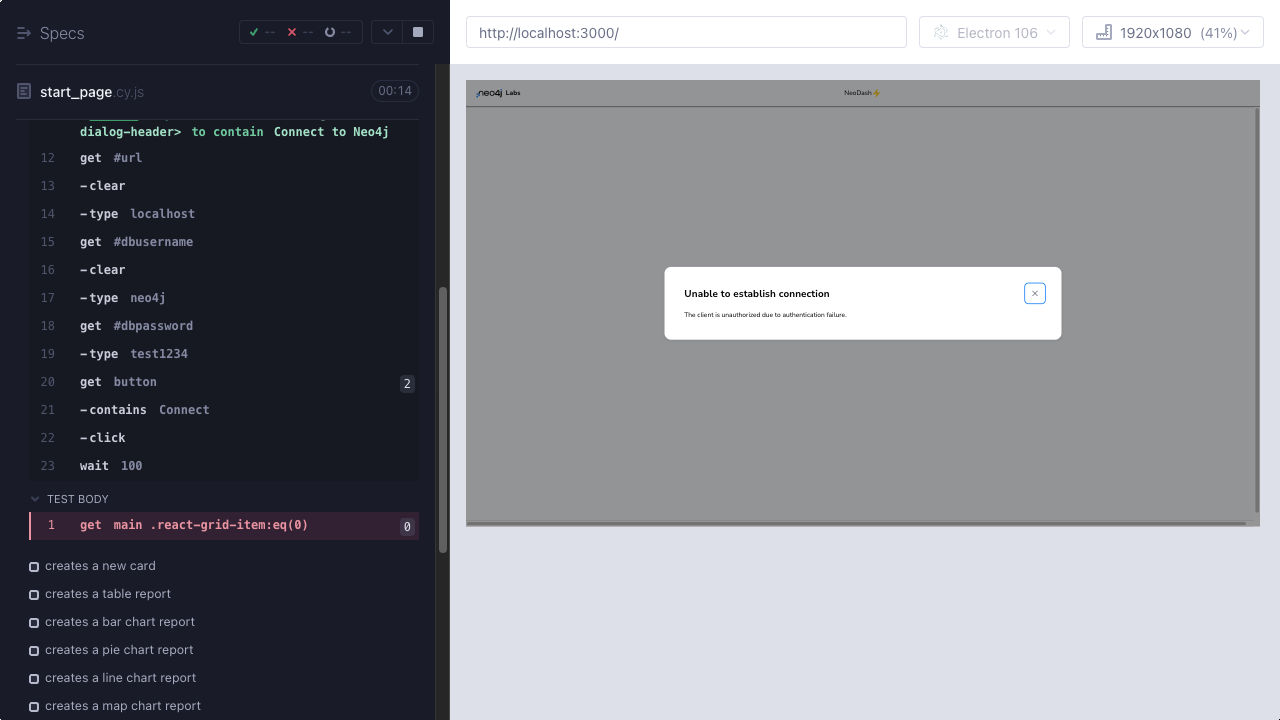 Specs
-- -- --
start_page.cy.js
00:14
dialog-header> to contain Connect to Neo4j
12 get #url
13 -clear
14 -type localhost
15 get #dbusername
16 -clear
17 -type neo4j
18 get #dbpassword
19 -type test1234
20 get button 2
21 -contains Connect
22 -click
23 wait 100
TEST BODY
1 get main .react-grid-item:eq(0) 0
creates a new card
creates a table report
creates a bar chart report
creates a pie chart report
creates a line chart report
creates a map chart report
http://localhost:3000/
Electron 106
1920x1080 (41%)
neo4j Labs
NeoDash⚡
Unable to establish connection
The client is unauthorized due to authentication failure.